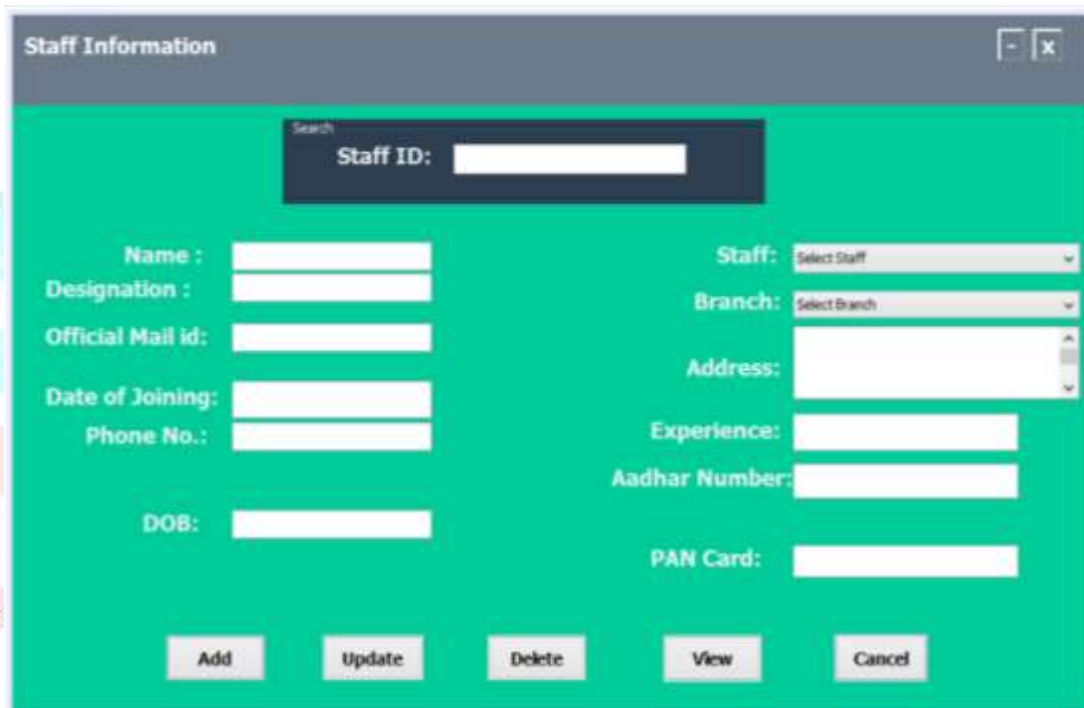 Staff Information
- x
Search
Staff ID:
Name :
Designation :
Official Mail id:
Date of Joining:
Phone No.:
DOB:
Staff: Select Staff
Branch: Select Branch
Address:
Experience:
Aadhar Number:
PAN Card:
Add Update Delete View Cancel